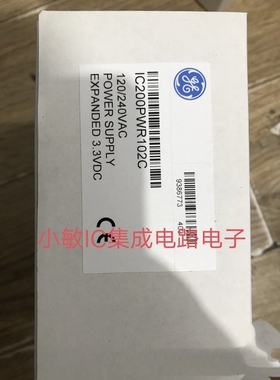 IC200PWR102C
120/240VAC
POWER SUPPLY
EXPANDED 3.3VDC
CE
9386773
小敏IC集成电路电子